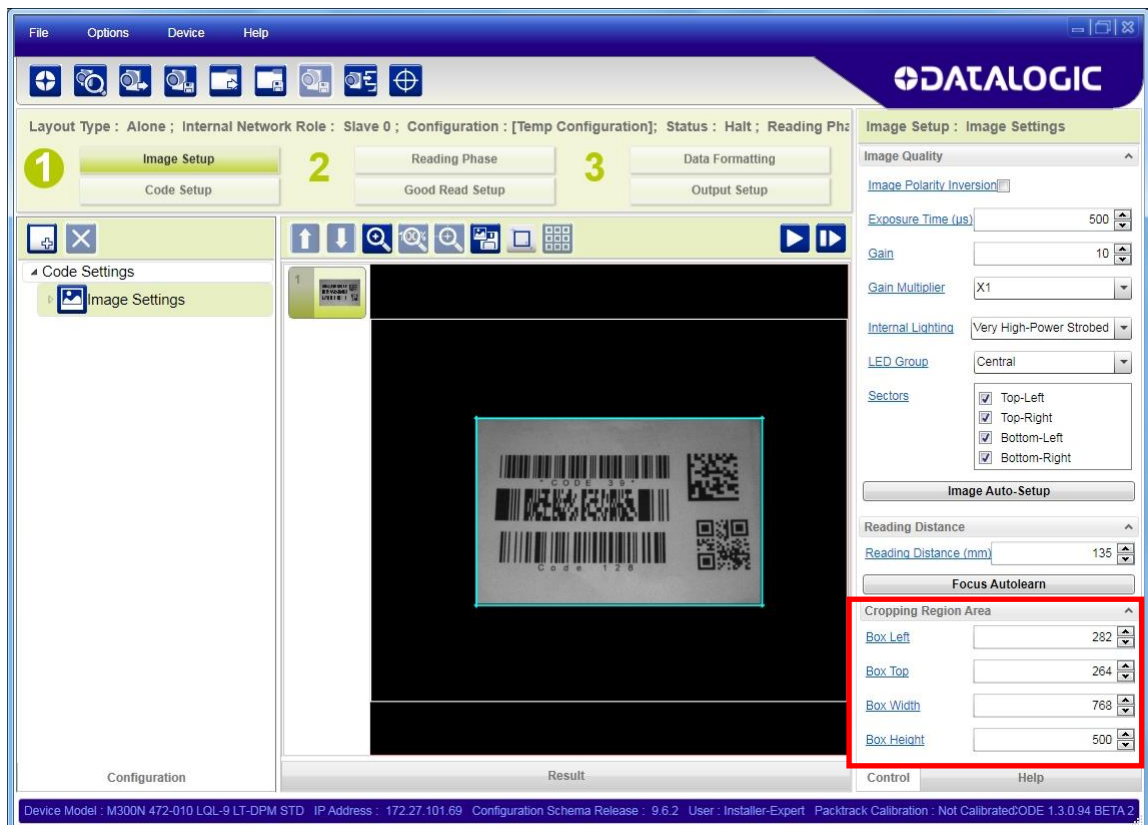 File Options Device Help
DATALOGIC
Layout Type : Alone ; Internal Network Role : Slave 0 ; Configuration : [Temp Configuration]; Status : Halt ; Reading Pha
1 Image Setup 2 Reading Phase 3 Data Formatting
Code Setup Good Read Setup Output Setup
Code Settings
Image Settings
100%
1
* CODE 39 *
Code 128
Image Setup : Image Settings
Image Quality
Image Polarity Inversion
Exposure Time (µs) 500
Gain 10
Gain Multiplier X1
Internal Lighting Very High-Power Strobed
LED Group Central
Sectors Top-Left
Top-Right
Bottom-Left
Bottom-Right
Image Auto-Setup
Reading Distance
Reading Distance (mm) 135
Focus Autolearn
Cropping Region Area
Box Left 282
Box Top 264
Box Width 768
Box Height 500
Configuration Result Control Help
Device Model : M300N 472-010 LQL-9 LT-DPM STD IP Address : 172.27.101.69 Configuration Schema Release : 9.6.2 User : Installer-Expert Packtrack Calibration : Not Calibrated CODE 1.3.0.94 BETA 2